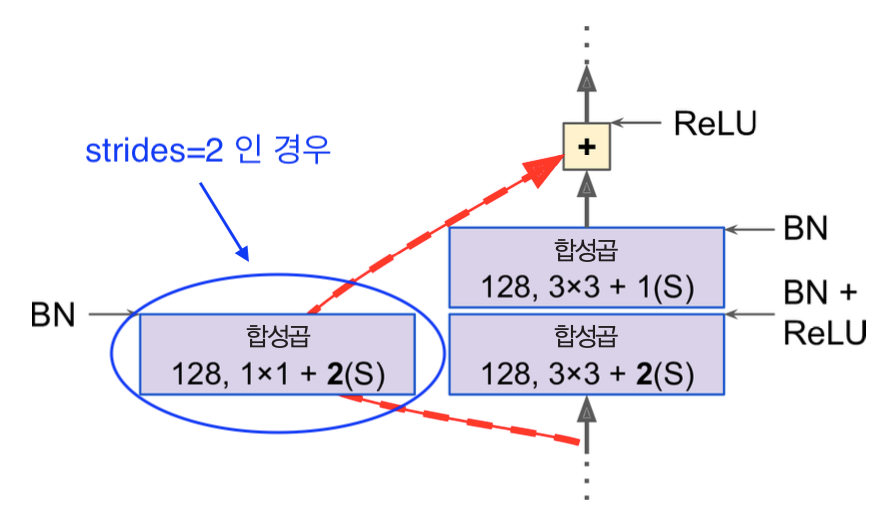 ReLU
+
strides=2 인 경우
BN
합성곱
128, 3×3 + 1(S)
BN +
ReLU
BN
합성곱
128, 1×1 + 2(S)
합성곱
128, 3×3 + 2(S)